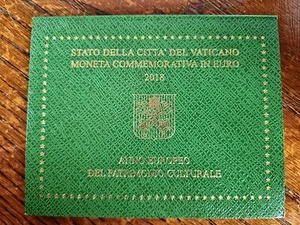 STATO DELLA CITTA' DEL VATICANO
MONETA COMMEMORATIVA IN EURO
2018
ANNO EUROPEO
DEL PATRIMONIO CULTURALE